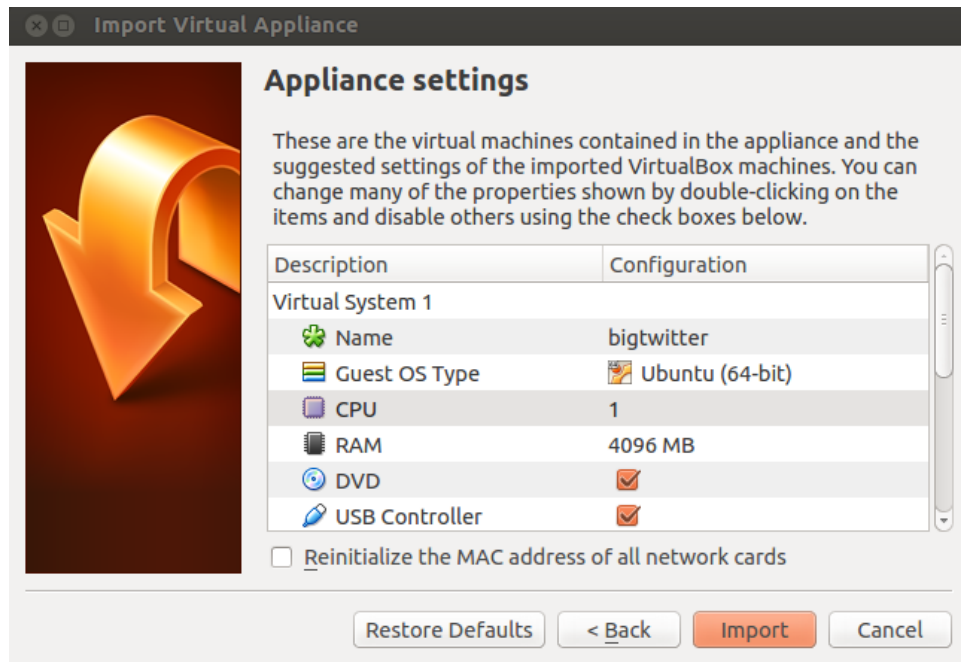 Import Virtual Appliance
Appliance settings
These are the virtual machines contained in the appliance and the
suggested settings of the imported VirtualBox machines. You can
change many of the properties shown by double-clicking on the
items and disable others using the check boxes below.
Description Configuration
Virtual System 1
Name bigtwitter
Guest OS Type Ubuntu (64-bit)
CPU 1
RAM 4096 MB
DVD
USB Controller
Reinitialize the MAC address of all network cards
Restore Defaults < Back Import Cancel